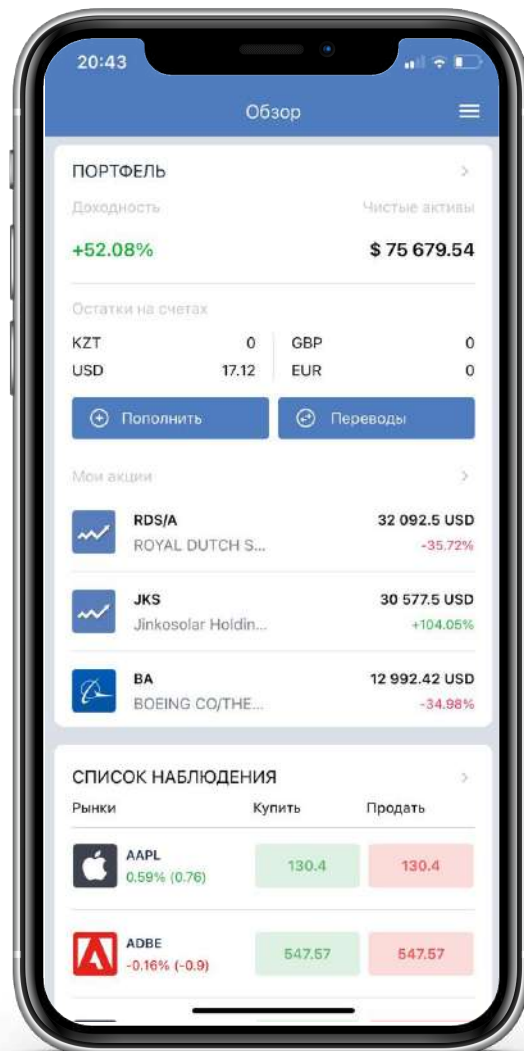 20:43
Обзор
ПОРТФЕЛЬ
Доходность Чистые активы
+52.08% $ 75 679.54
Остатки на счетах
KZT 0 GBP 0
USD 17.12 EUR 0
Пополнить Переводы
Мои акции
RDS/A 32 092.5 USD
ROYAL DUTCH S... -35.72%
JKS 30 577.5 USD
Jinkosolar Holdin... +104.05%
BA 12 992.42 USD
BOEING CO/THE... -34.98%
СПИСОК НАБЛЮДЕНИЯ
Рынки Купить Продать
AAPL 130.4 130.4
0.59% (0.76)
ADBE 547.57 547.57
-0.16% (-0.9)